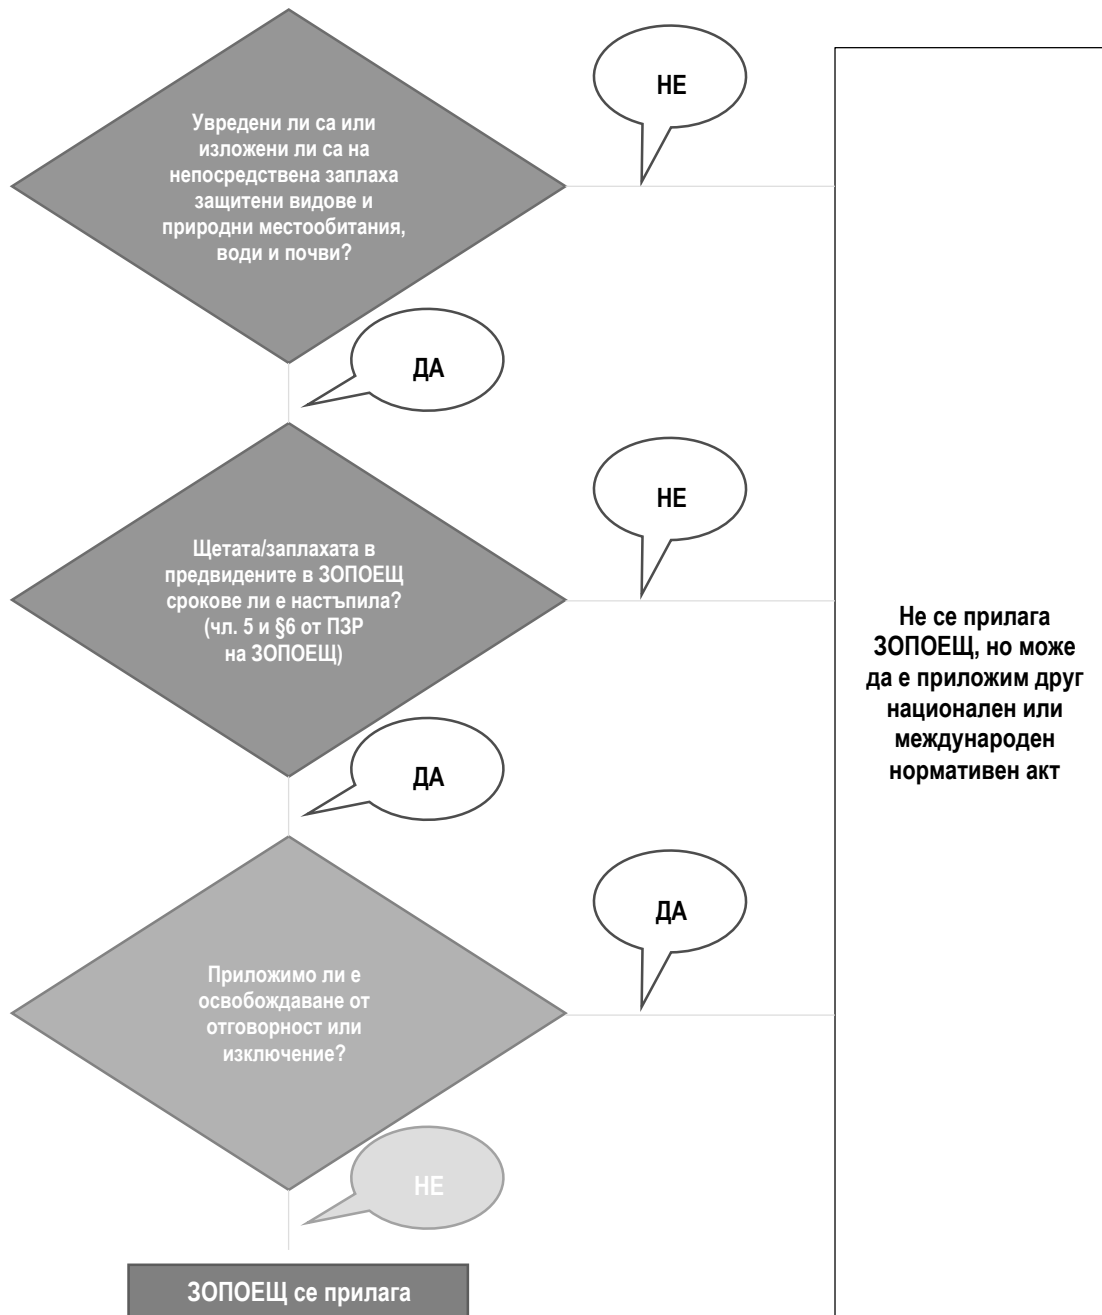 Увредени ли са или
изложени ли са на
непосредствена заплаха
защитени видове и
природни местообитания,
води и почви?
НЕ
ДА
Щетата/заплахата в
предвидените в ЗОПОЕЩ
срокове ли е настъпила?
(чл. 5 и §6 от ПЗР
на ЗОПОЕЩ)
НЕ
ДА
Приложимо ли е
освобождаване от
отговорност или
изключение?
ДА
НЕ
ЗОПОЕЩ се прилага
Не се прилага
ЗОПОЕЩ, но може
да е приложим друг
национален или
международен
нормативен акт